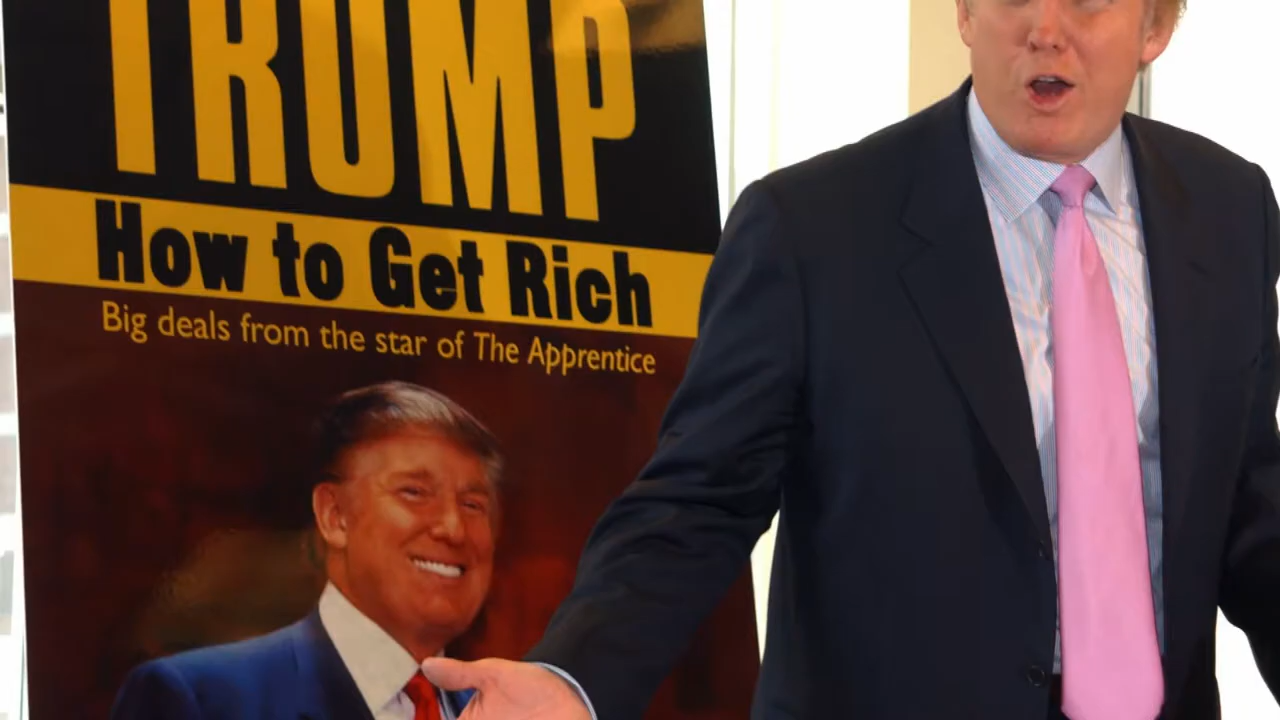 TRUMP
How to Get Rich
Big deals from the star of The Apprentice